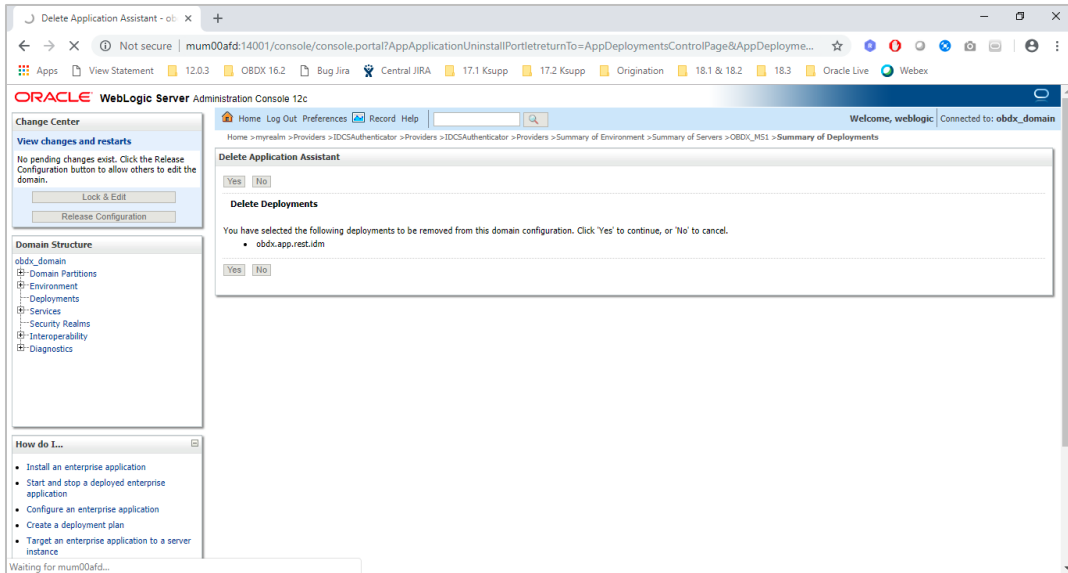 Delete Application Assistant - ob
Not secure | mum00afd:14001/console/console.portal?AppApplicationUninstallPortletreturnTo=AppDeploymentsControlPage&AppDeployme...
Apps View Statement 12.0.3 OBDX 16.2 Bug Jira Central JIRA 17.1 Ksupp 17.2 Ksupp Origination 18.1 & 18.2 18.3 Oracle Live Webex
ORACLE WebLogic Server Administration Console 12c
Change Center
View changes and restarts
No pending changes exist. Click the Release
Configuration button to allow others to edit the
domain.
Lock & Edit
Release Configuration
Domain Structure
obdx_domain
Domain Partitions
Environment
Deployments
Services
Security Realms
Interoperability
Diagnostics
How do I...
Install an enterprise application
Start and stop a deployed enterprise
application
Configure an enterprise application
Create a deployment plan
Target an enterprise application to a server
instance
Waiting for mum00afd...
Home Log Out Preferences Record Help
Welcome, weblogic Connected to: obdx_domain
Home >myrealm >Providers >IDCSAuthenticator >Providers >IDCSAuthenticator >Providers >Summary of Environment >Summary of Servers >OBDX_MS1 >Summary of Deployments
Delete Application Assistant
Yes No
Delete Deployments
You have selected the following deployments to be removed from this domain configuration. Click 'Yes' to continue, or 'No' to cancel.
obdx.app.rest.idm
Yes No